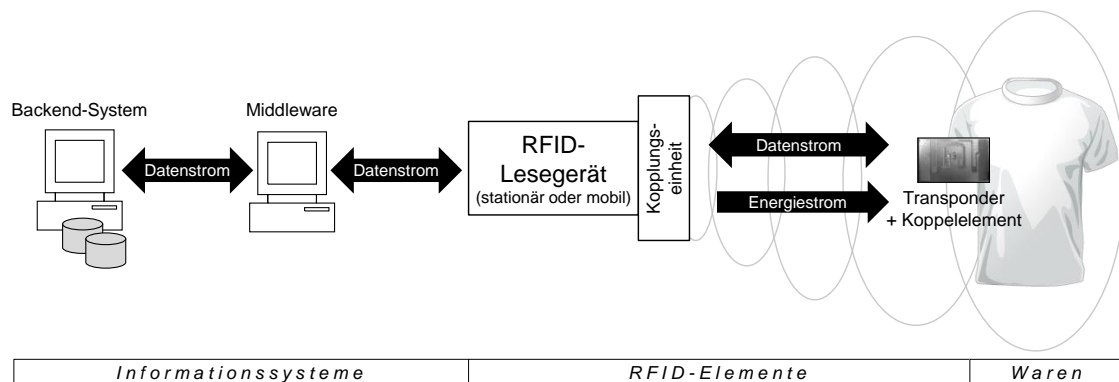 Backend-System
Middleware
Datenstrom
Datenstrom
RFID-
Lesegerät
(stationär oder mobil)
Kopplungs-
einheit
Datenstrom
Energiestrom
Transponder
+ Koppelelement
Informationssysteme
RFID-Elemente
Waren